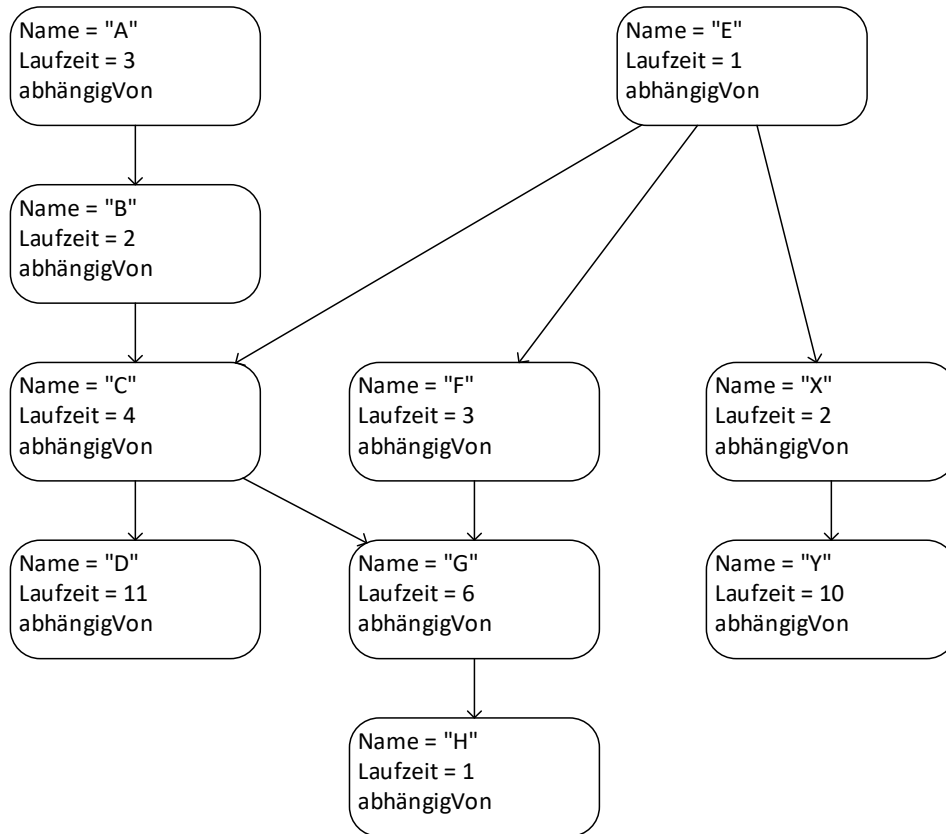 Name = "A"
Laufzeit = 3
abhängigVon
Name = "E"
Laufzeit = 1
abhängigVon
Name = "B"
Laufzeit = 2
abhängigVon
Name = "C"
Laufzeit = 4
abhängigVon
Name = "F"
Laufzeit = 3
abhängigVon
Name = "X"
Laufzeit = 2
abhängigVon
Name = "D"
Laufzeit = 11
abhängigVon
Name = "G"
Laufzeit = 6
abhängigVon
Name = "Y"
Laufzeit = 10
abhängigVon
Name = "H"
Laufzeit = 1
abhängigVon